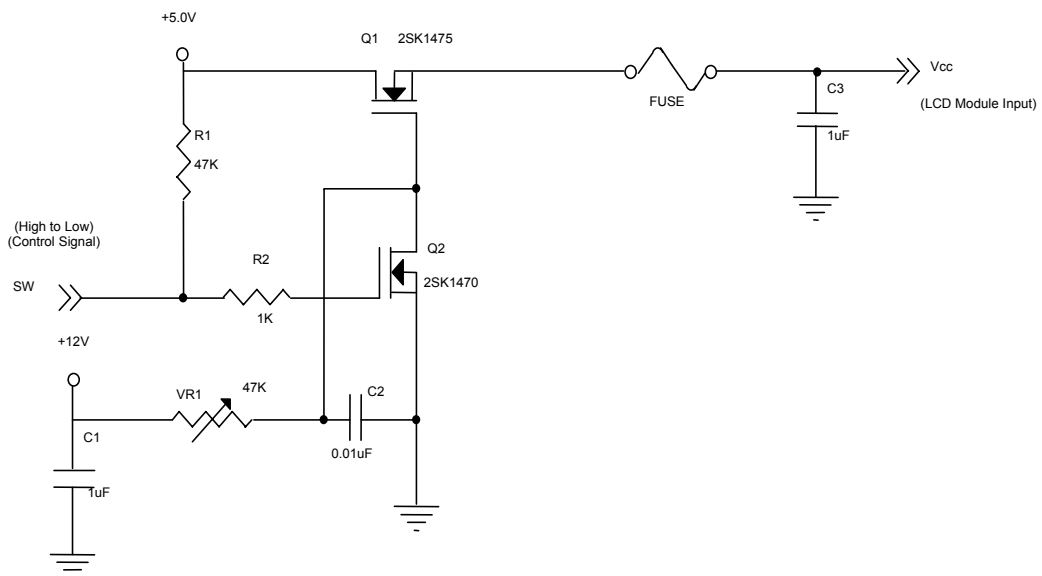 +5.0V
Q1 2SK1475
Vcc
FUSE
C3
(LCD Module Input)
1uF
R1
47K
(High to Low)
(Control Signal)
Q2
R2
2SK1470
SW
1K
+12V
VR1
47K
C2
C1
0.01uF
1uF